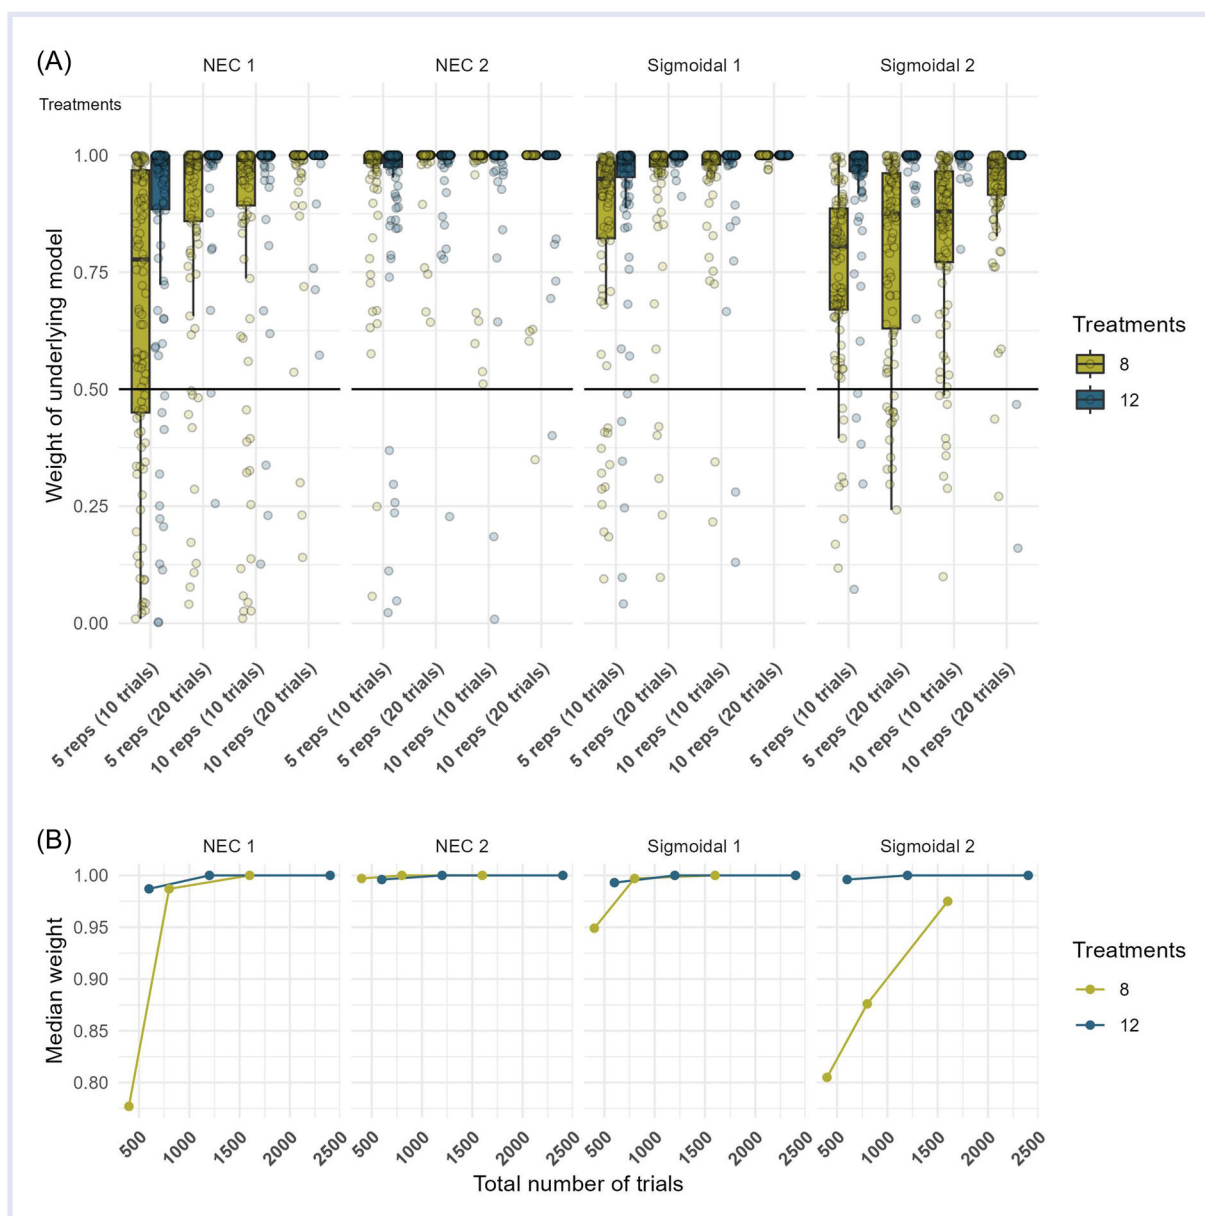 (A)
NEC 1 NEC 2 Sigmoidal 1 Sigmoidal 2
Treatments
1.00
0.75
0.50
0.25
0.00
Weight of underlying model
5 reps (10 trials) 5 reps (20 trials) 10 reps (10 trials) 10 reps (20 trials) 5 reps (10 trials) 5 reps (20 trials) 10 reps (10 trials) 10 reps (20 trials) 5 reps (10 trials) 5 reps (20 trials) 10 reps (10 trials) 10 reps (20 trials) 5 reps (10 trials) 5 reps (20 trials) 10 reps (10 trials) 10 reps (20 trials)
Treatments
8
12
(B)
NEC 1 NEC 2 Sigmoidal 1 Sigmoidal 2
1.00
0.95
0.90
0.85
0.80
Median weight
500 1000 1500 2000 2500 500 1000 1500 2000 2500 500 1000 1500 2000 2500 500 1000 1500 2000 2500
Total number of trials
Treatments
8
12